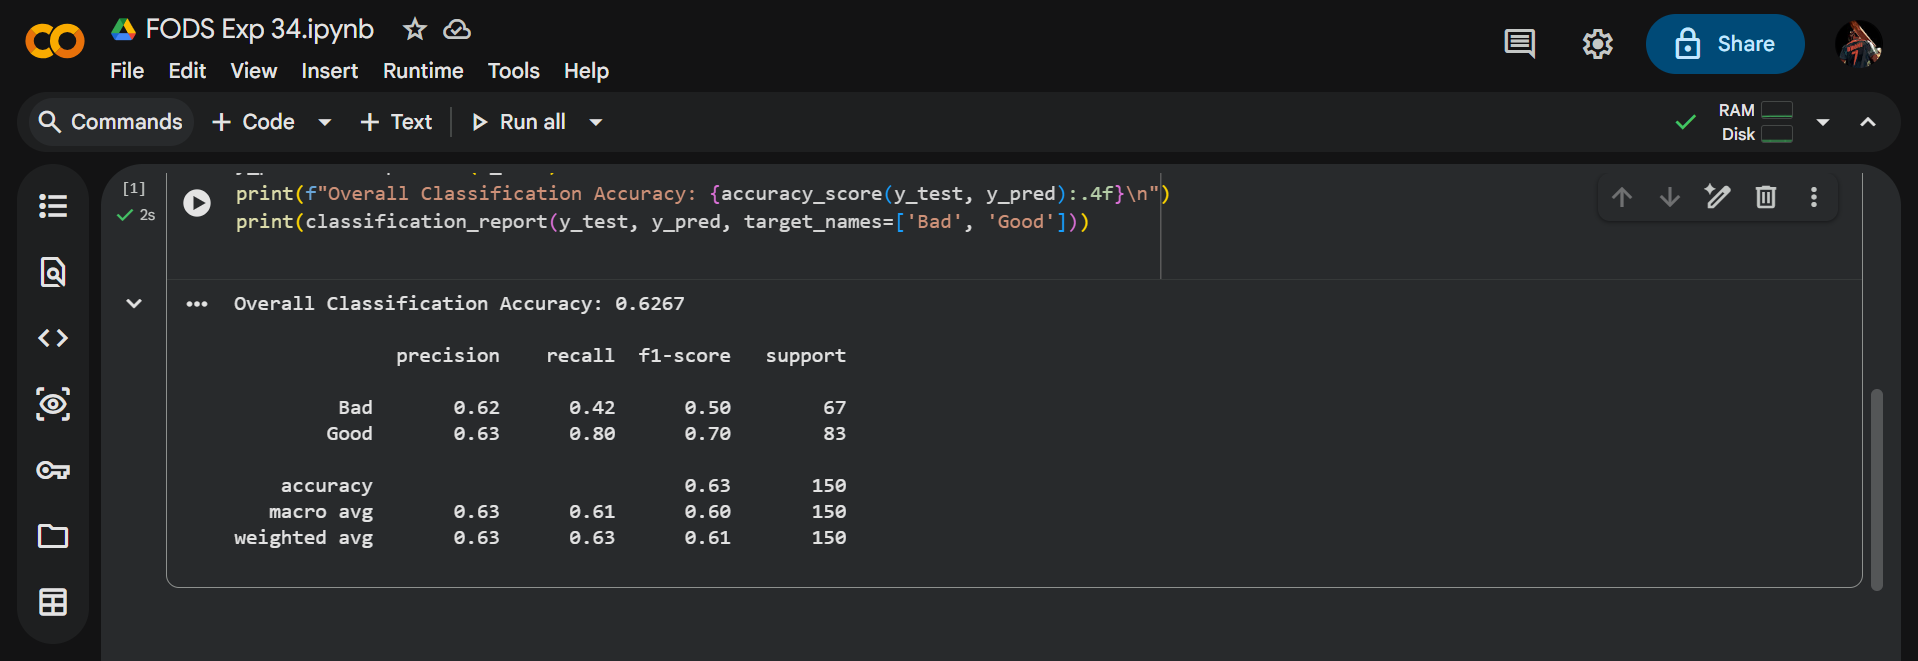 FODS Exp 34.ipynb
File Edit View Insert Runtime Tools Help
Share
Commands + Code + Text Run all
RAM
Disk
[1]
2s
print(f"Overall Classification Accuracy: {accuracy_score(y_test, y_pred):.4f}\n")
print(classification_report(y_test, y_pred, target_names=['Bad', 'Good']))
Overall Classification Accuracy: 0.6267
precision recall f1-score support
Bad 0.62 0.42 0.50 67
Good 0.63 0.80 0.70 83
accuracy 0.63 150
macro avg 0.63 0.61 0.60 150
weighted avg 0.63 0.63 0.61 150